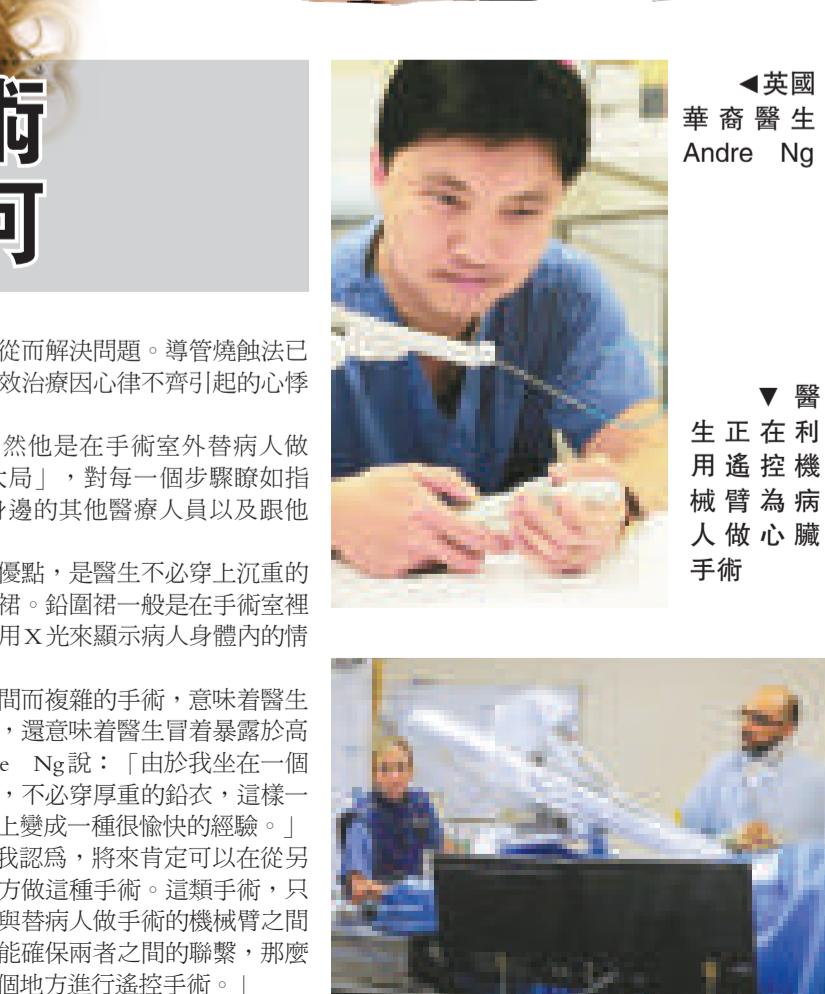 術
何
從而解決問題。導管燒蝕法已
效治療因心律不齊引起的心悸
然他是在手術室外替病人做
大局」，對每一個步驟瞭如指
身邊的其他醫療人員以及跟他
優點，是醫生不必穿上沉重的
裙。鉛圍裙一般是在手術室裡
用X光來顯示病人身體內的情
間而複雜的手術，意味着醫生
，還意味着醫生冒着暴露於高
e Ng說：「由於我坐在一個
，不必穿厚重的鉛衣，這樣一
上變成一種很愉快的經驗。」
我認爲，將來肯定可以在從另
方做這種手術。這類手術，只
與替病人做手術的機械臂之間
能確保兩者之間的聯繫，那麼
個地方進行遙控手術。」
◀英國
華裔醫生
Andre Ng
▼醫
生正在利
用遙控機
械臂為病
人做心臟
手術